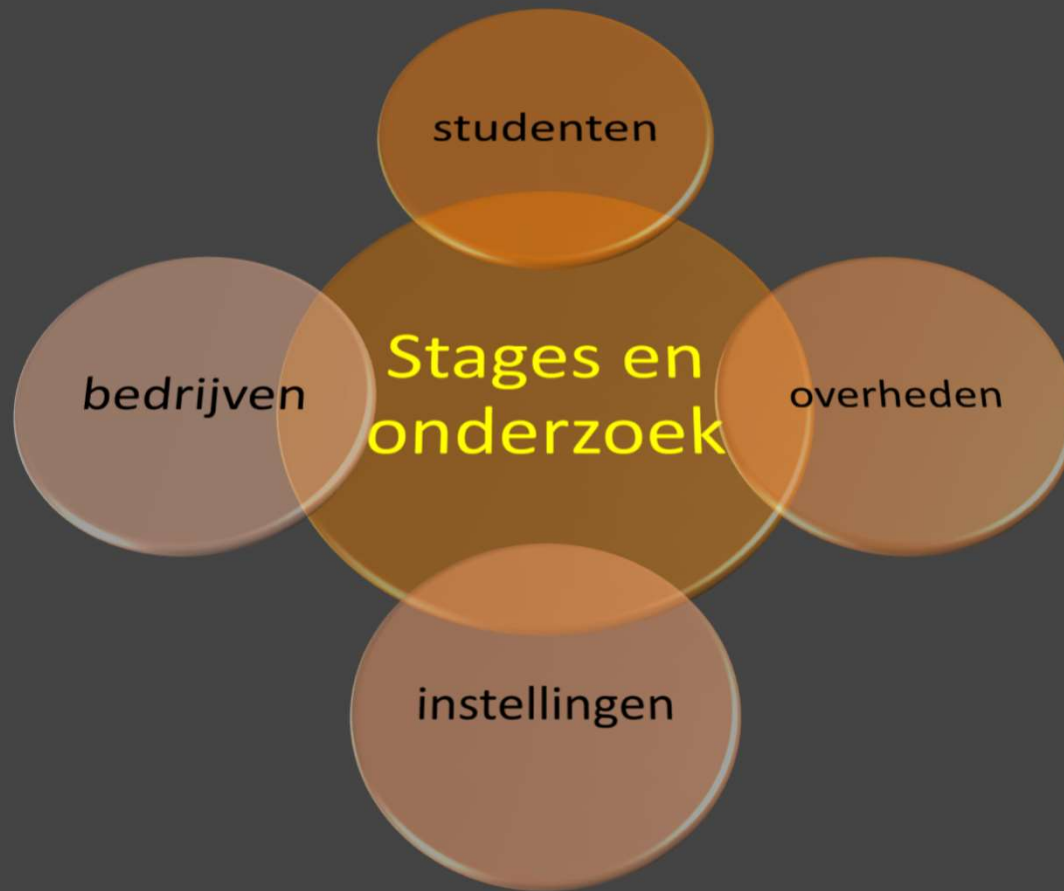 studenten
Stages en
onderzoek
bedrijven
overheden
instellingen